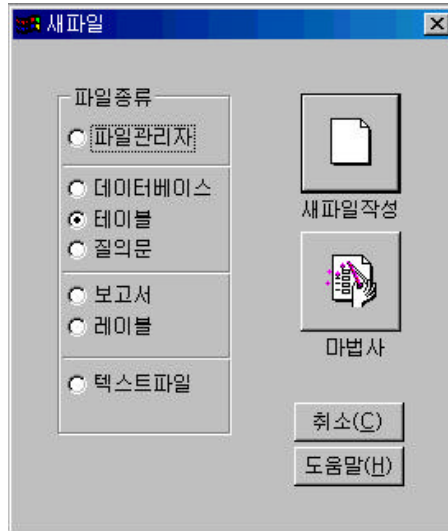 새파일
파일종류
파일관리자
데이터베이스
테이블
질의문
보고서
레이블
텍스트파일
새파일작성
마법사
취소(C)
도움말(H)